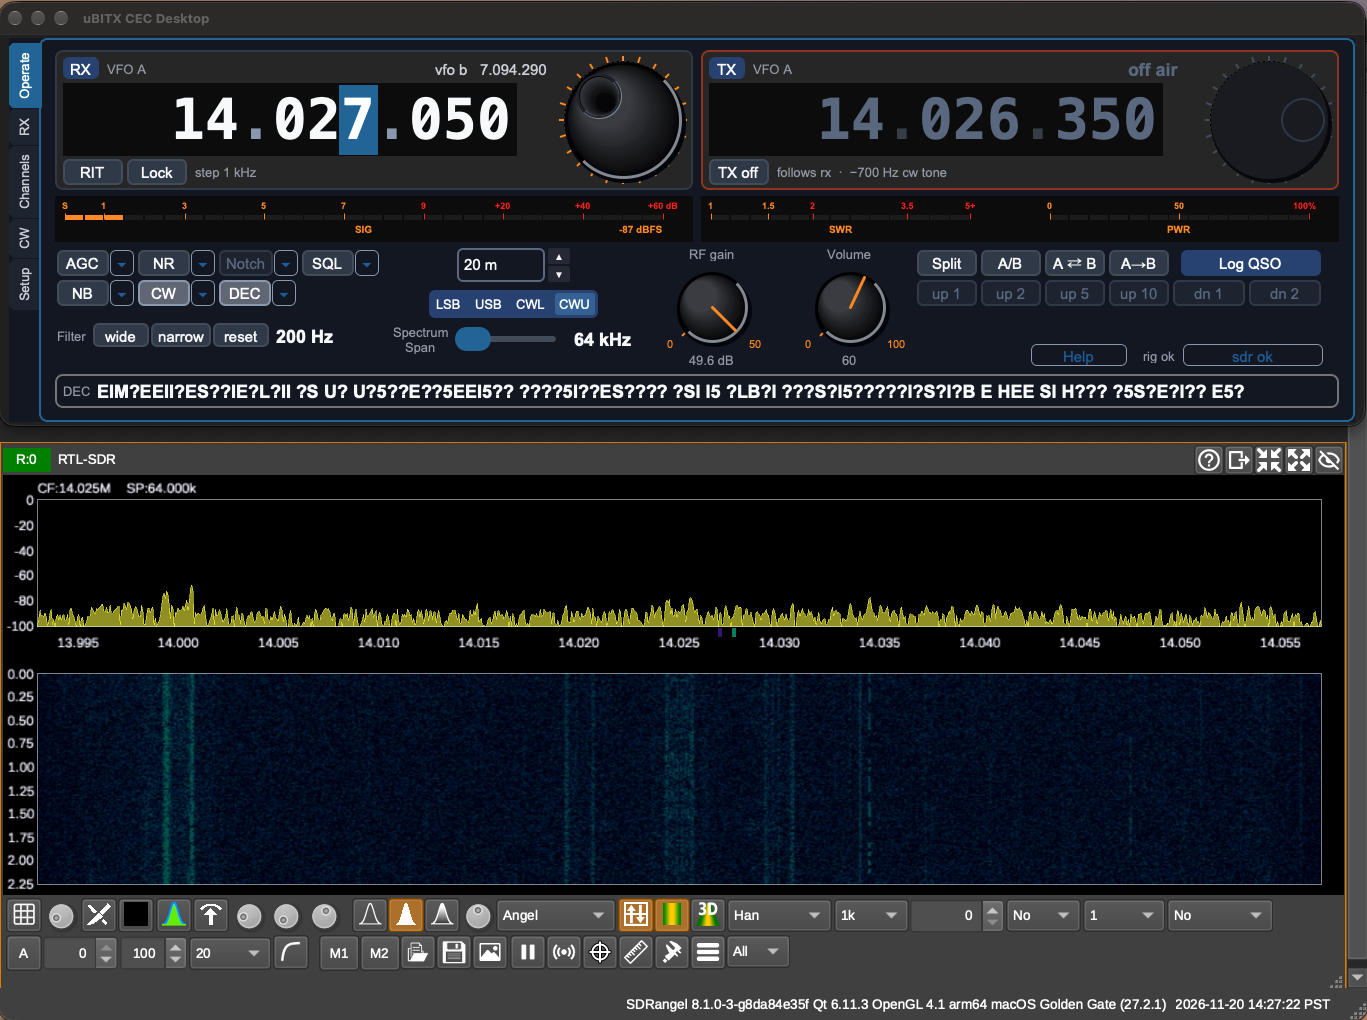 uBITX CEC Desktop
Operate
RX
Channels
CW
Setup
RX VFO A vfo b 7.094.290
14.027.050
RIT Lock step 1 kHz
TX VFO A off air
14.026.350
TX off follows rx · −700 Hz cw tone
S 1 3 5 7 9 +20 +40 +60 dB
SIG -87 dBFS
1 1.5 2 3.5 5+ 0 50 100%
SWR PWR
AGC NR Notch SQL
NB CW DEC
Filter wide narrow reset 200 Hz
20 m
LSB USB CWL CWU
Spectrum Span 64 kHz
RF gain
0 50
49.6 dB
Volume
0 100
60
Split A/B A ⇄ B A→B Log QSO
up 1 up 2 up 5 up 10 dn 1 dn 2
Help rig ok sdr ok
DEC EIM?EEII?ES??IE?L?II ?S U? U?5??E??5EEI5?? ????5I??ES???? ?SI I5 ?LB?I ???S?I5?????I?S?I?B E HEE SI H??? ?5S?E?I?? E5?
R:0 RTL-SDR
CF:14.025M SP:64.000k
0
-20
-40
-60
-80
-100
13.995 14.000 14.005 14.010 14.015 14.020 14.025 14.030 14.035 14.040 14.045 14.050 14.055
0.00
0.25
0.50
0.75
1.00
1.25
1.50
1.75
2.00
2.25
3D
Angel Han 1k 0 No 1 No
A 0 100 20 M1 M2 All
SDRangel 8.1.0-3-g8da84e35f Qt 6.11.3 OpenGL 4.1 arm64 macOS Golden Gate (27.2.1) 2026-11-20 14:27:22 PST